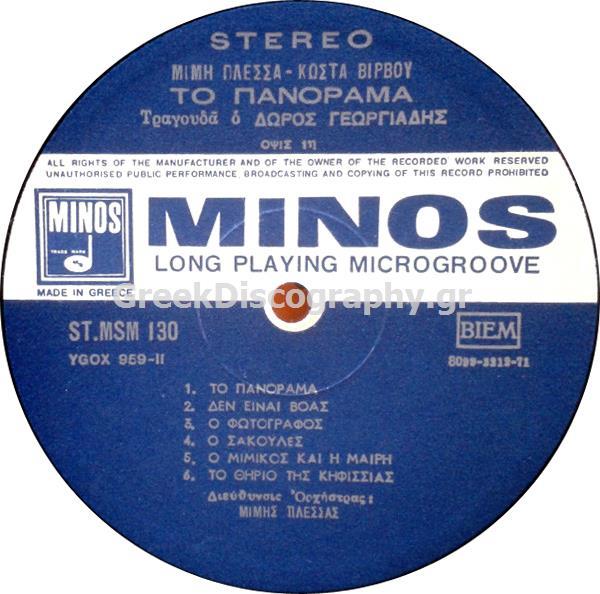 STEREO
ΜΙΜΗ ΠΛΕΣΣΑ - ΚΩΣΤΑ ΒΙΡΒΟΥ
ΤΟ ΠΑΝΟΡΑΜΑ
Τραγουδᾶ ὁ ΔΩΡΟΣ ΓΕΩΡΓΙΑΔΗΣ
ΟΨΙΣ 1η
ALL RIGHTS OF THE MANUFACTURER AND OF THE OWNER OF THE RECORDED WORK RESERVED
UNAUTHORISED PUBLIC PERFORMANCE, BROADCASTING AND COPYING OF THIS RECORD PROHIBITED
MINOS
TRADE MARK
MINOS
LONG PLAYING MICROGROOVE
MADE IN GREECE
GreekDiscography.gr
ST.MSM 130
BIEM
YGOX 959-II
8099-3212-71
1. ΤΟ ΠΑΝΟΡΑΜΑ
2. ΔΕΝ ΕΙΝΑΙ ΒΟΑΣ
3. Ο ΦΩΤΟΓΡΑΦΟΣ
4. Ο ΣΑΚΟΥΛΕΣ
5. Ο ΜΙΜΙΚΟΣ ΚΑΙ Η ΜΑΙΡΗ
6. ΤΟ ΘΗΡΙΟ ΤΗΣ ΚΗΦΙΣΣΙΑΣ
Διεύθυνσις Ὀρχήστρας:
ΜΙΜΗΣ ΠΛΕΣΣΑΣ